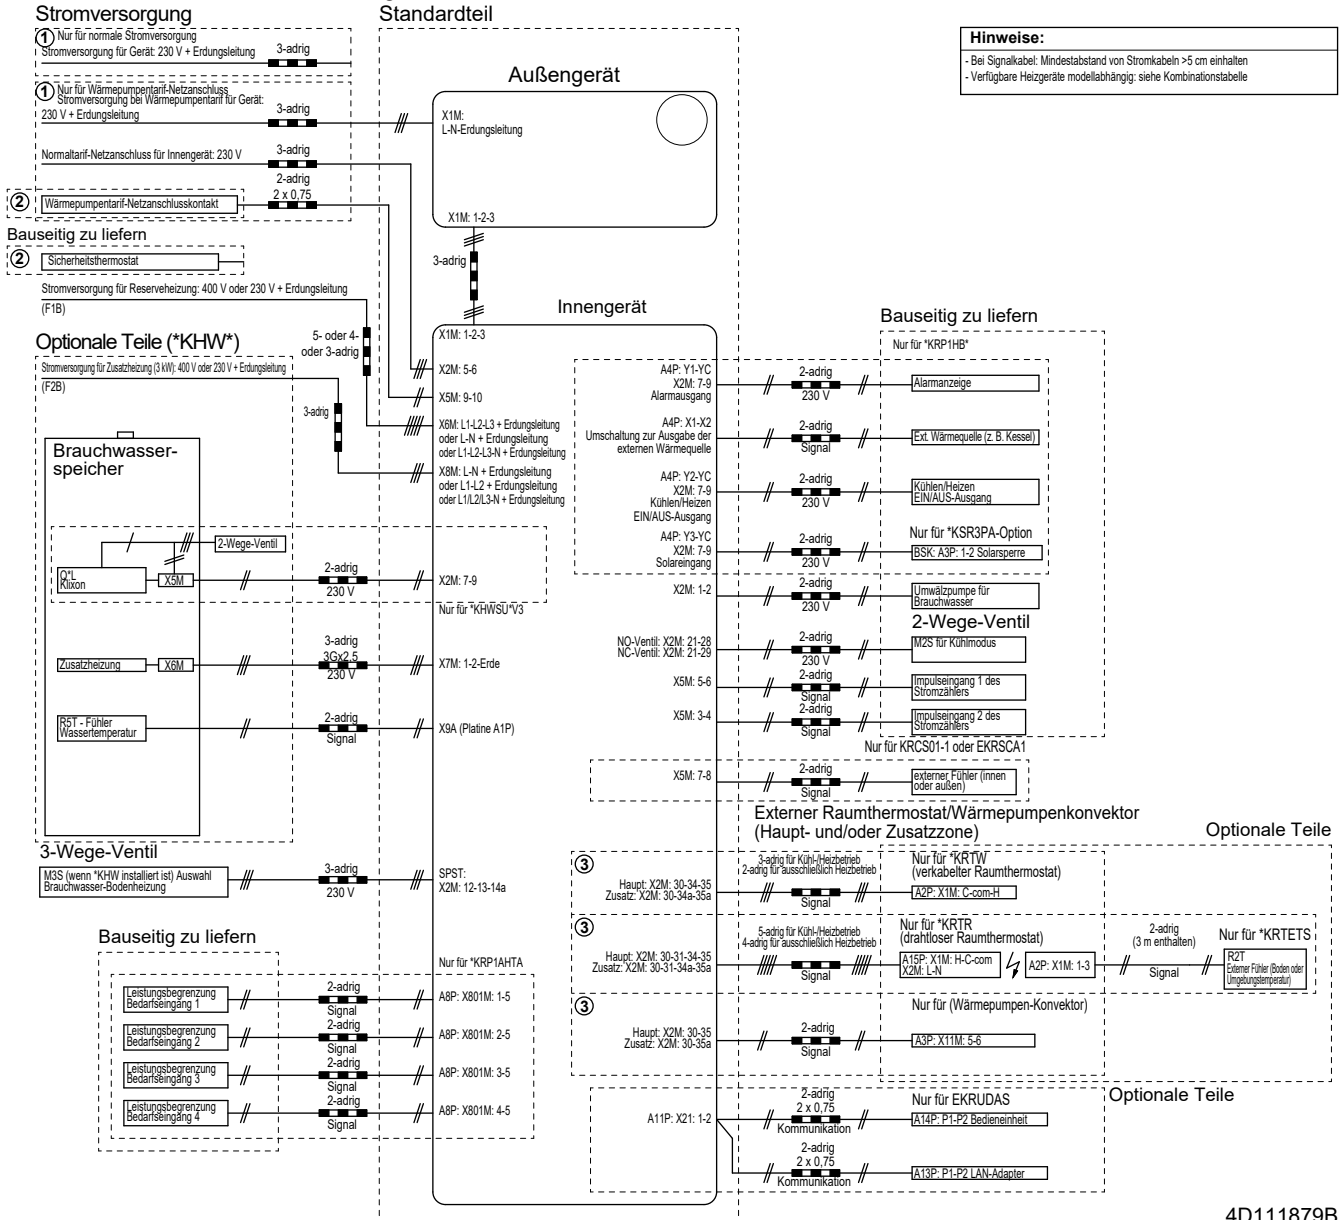 Stromversorgung
① Nur für normale Stromversorgung
Stromversorgung für Gerät: 230 V + Erdungsleitung
3-adrig
① Nur für Wärmepumpentarif-Netzanschluss
Stromversorgung bei Wärmepumpentarif für Gerät:
230 V + Erdungsleitung
3-adrig
Normaltarif-Netzanschluss für Innengerät: 230 V
3-adrig
2-adrig
2 x 0,75
② Wärmepumpentarif-Netzanschlusskontakt
Bauseitig zu liefern
② Sicherheitsthermostat
Stromversorgung für Reserveheizung: 400 V oder 230 V + Erdungsleitung
(F1B)
5- oder 4-
oder 3-adrig
Optionale Teile (*KHW*)
Stromversorgung für Zusatzheizung (3 kW): 400 V oder 230 V + Erdungsleitung
(F2B)
3-adrig
Brauchwasser-
speicher
2-Wege-Ventil
Q*L
Klixon
X5M
2-adrig
230 V
Zusatzheizung
X6M
3-adrig
3Gx2,5
230 V
R5T - Fühler
Wassertemperatur
2-adrig
Signal
3-Wege-Ventil
M3S (wenn *KHW installiert ist) Auswahl
Brauchwasser-Bodenheizung
3-adrig
230 V
Bauseitig zu liefern
Leistungsbegrenzung
Bedarfseingang 1
2-adrig
Signal
Leistungsbegrenzung
Bedarfseingang 2
2-adrig
Signal
Leistungsbegrenzung
Bedarfseingang 3
2-adrig
Signal
Leistungsbegrenzung
Bedarfseingang 4
2-adrig
Signal
Standardteil
Außengerät
X1M:
L-N-Erdungsleitung
X1M: 1-2-3
3-adrig
Innengerät
X1M: 1-2-3
X2M: 5-6
X5M: 9-10
X6M: L1-L2-L3 + Erdungsleitung
oder L-N + Erdungsleitung
oder L1-L2-L3-N + Erdungsleitung
X8M: L-N + Erdungsleitung
oder L1-L2 + Erdungsleitung
oder L1/L2/L3-N + Erdungsleitung
X2M: 7-9
Nur für *KHWSU*V3
X7M: 1-2-Erde
X9A (Platine A1P)
SPST:
X2M: 12-13-14a
Nur für *KRP1AHTA
A8P: X801M: 1-5
A8P: X801M: 2-5
A8P: X801M: 3-5
A8P: X801M: 4-5
Hinweise:
- Bei Signalkabel: Mindestabstand von Stromkabeln >5 cm einhalten
- Verfügbare Heizgeräte modellabhängig: siehe Kombinationstabelle
Bauseitig zu liefern
Nur für *KRP1HB*
A4P: Y1-YC
X2M: 7-9
Alarmausgang
2-adrig
230 V
Alarmanzeige
A4P: X1-X2
Umschaltung zur Ausgabe der
externen Wärmequelle
2-adrig
Signal
Ext. Wärmequelle (z. B. Kessel)
A4P: Y2-YC
X2M: 7-9
Kühlen/Heizen
EIN/AUS-Ausgang
2-adrig
230 V
Kühlen/Heizen
EIN/AUS-Ausgang
A4P: Y3-YC
X2M: 7-9
Solareingang
2-adrig
230 V
Nur für *KSR3PA-Option
BSK: A3P: 1-2 Solarsperre
X2M: 1-2
2-adrig
230 V
Umwälzpumpe für
Brauchwasser
2-Wege-Ventil
NO-Ventil: X2M: 21-28
NC-Ventil: X2M: 21-29
2-adrig
230 V
M2S für Kühlmodus
X5M: 5-6
2-adrig
Signal
Impulseingang 1 des
Stromzählers
X5M: 3-4
2-adrig
Signal
Impulseingang 2 des
Stromzählers
Nur für KRCS01-1 oder EKRSCA1
X5M: 7-8
2-adrig
Signal
externer Fühler (innen
oder außen)
Externer Raumthermostat/Wärmepumpenkonvektor
(Haupt- und/oder Zusatzzone)
Optionale Teile
③
Haupt: X2M: 30-34-35
Zusatz: X2M: 30-34a-35a
3-adrig für Kühl-/Heizbetrieb
2-adrig für ausschließlich Heizbetrieb
Signal
Nur für *KRTW
(verkabelter Raumthermostat)
A2P: X1M: C-com-H
③
Haupt: X2M: 30-31-34-35
Zusatz: X2M: 30-31-34a-35a
5-adrig für Kühl-/Heizbetrieb
4-adrig für ausschließlich Heizbetrieb
Signal
Nur für *KRTR
(drahtloser Raumthermostat)
A15P: X1M: H-C-com
X2M: L-N
A2P: X1M: 1-3
2-adrig
(3 m enthalten)
Signal
Nur für *KRTETS
R2T
Externer Fühler (Boden oder
Umgebungstemperatur)
③
Haupt: X2M: 30-35
Zusatz: X2M: 30-35a
2-adrig
Signal
Nur für (Wärmepumpen-Konvektor)
A3P: X11M: 5-6
Optionale Teile
A11P: X21: 1-2
2-adrig
2 x 0,75
Kommunikation
Nur für EKRUDAS
A14P: P1-P2 Bedieneinheit
2-adrig
2 x 0,75
Kommunikation
A13P: P1-P2 LAN-Adapter
4D111879B